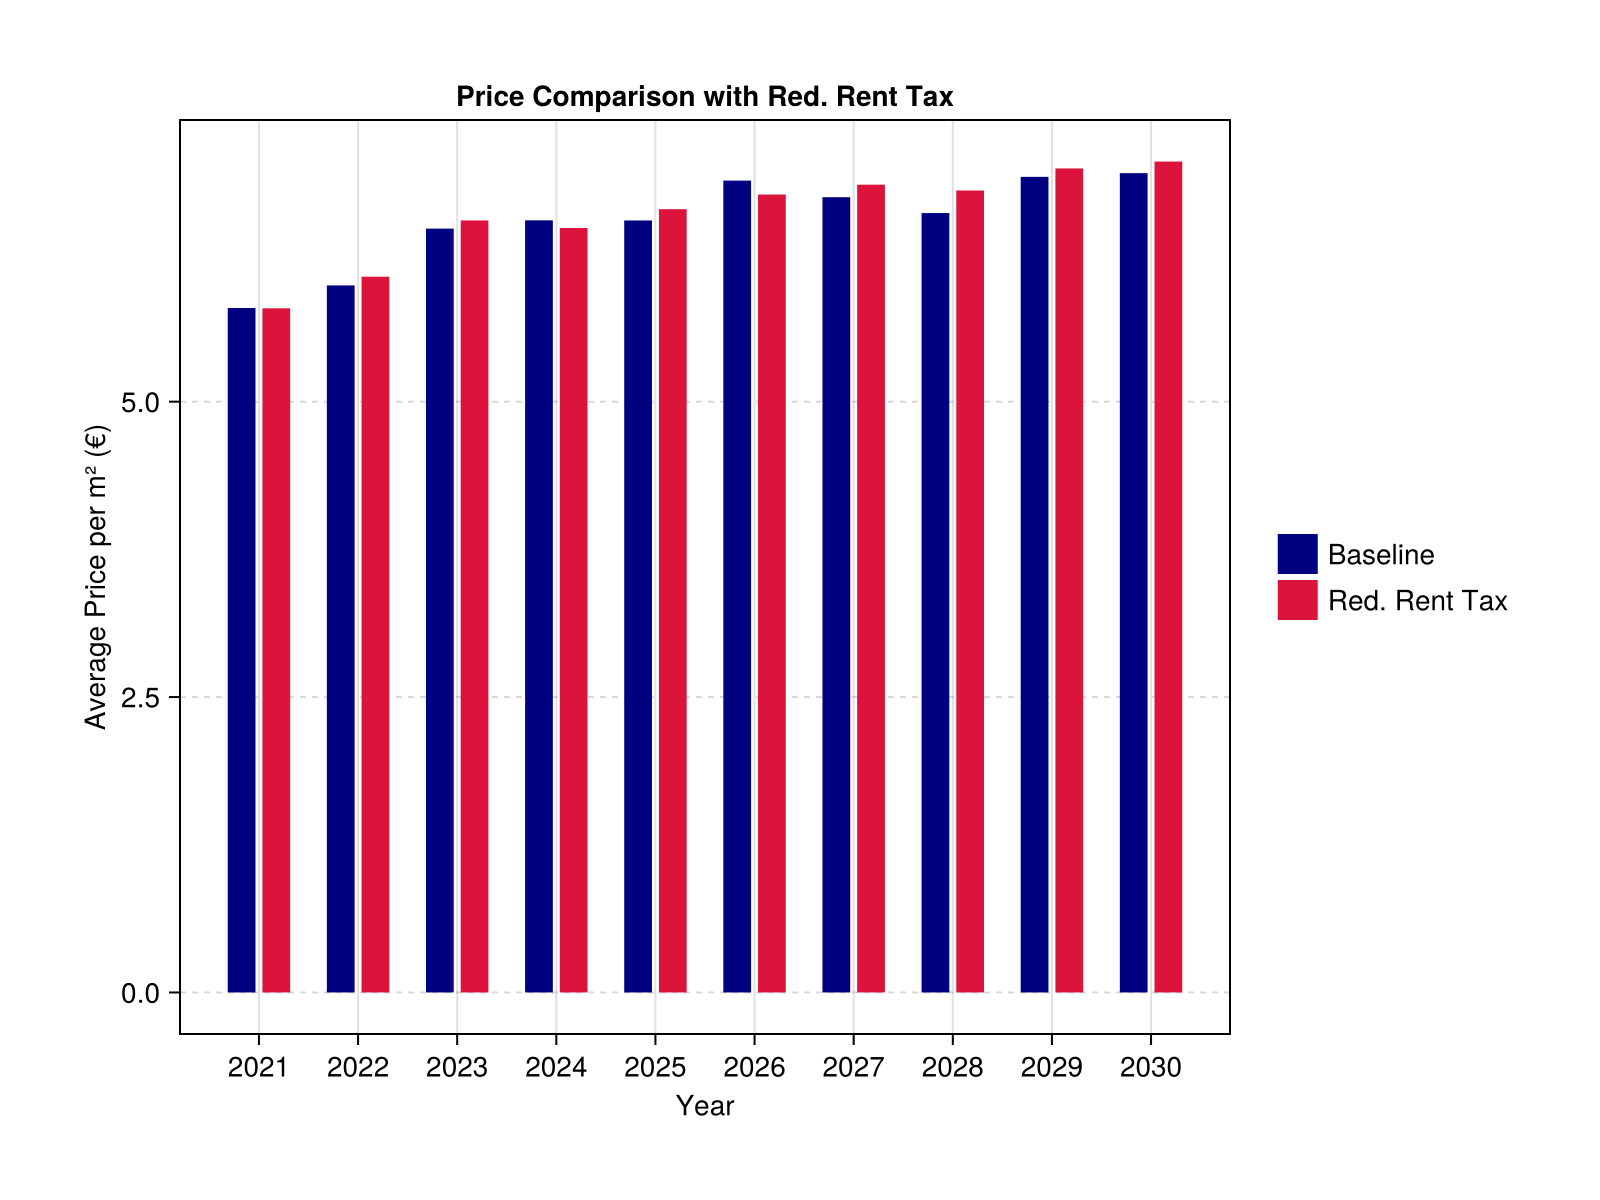 Price Comparison with Red. Rent Tax
Average Price per m² (€)
5.0
2.5
0.0
2021 2022 2023 2024 2025 2026 2027 2028 2029 2030
Year
Baseline
Red. Rent Tax